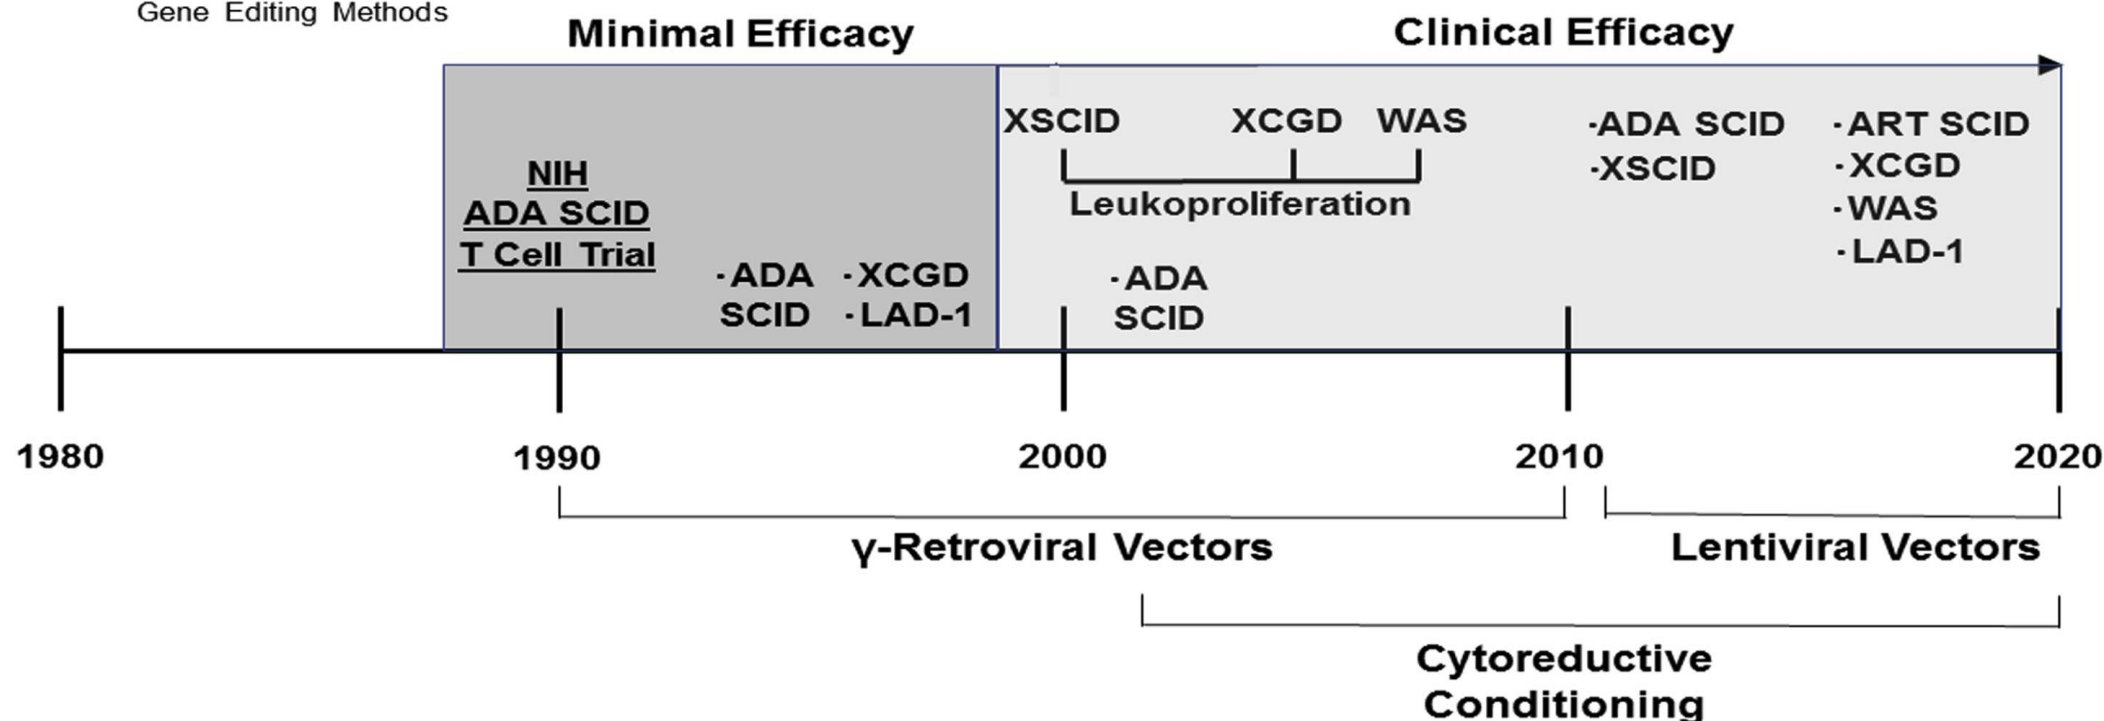 Gene Editing Methods
Minimal Efficacy
Clinical Efficacy
NIH
ADA SCID
T Cell Trial
·ADA
SCID
·XCGD
·LAD-1
XSCID
XCGD
WAS
Leukoproliferation
·ADA
SCID
·ADA SCID
·XSCID
·ART SCID
·XCGD
·WAS
·LAD-1
1980
1990
2000
2010
2020
γ-Retroviral Vectors
Lentiviral Vectors
Cytoreductive
Conditioning